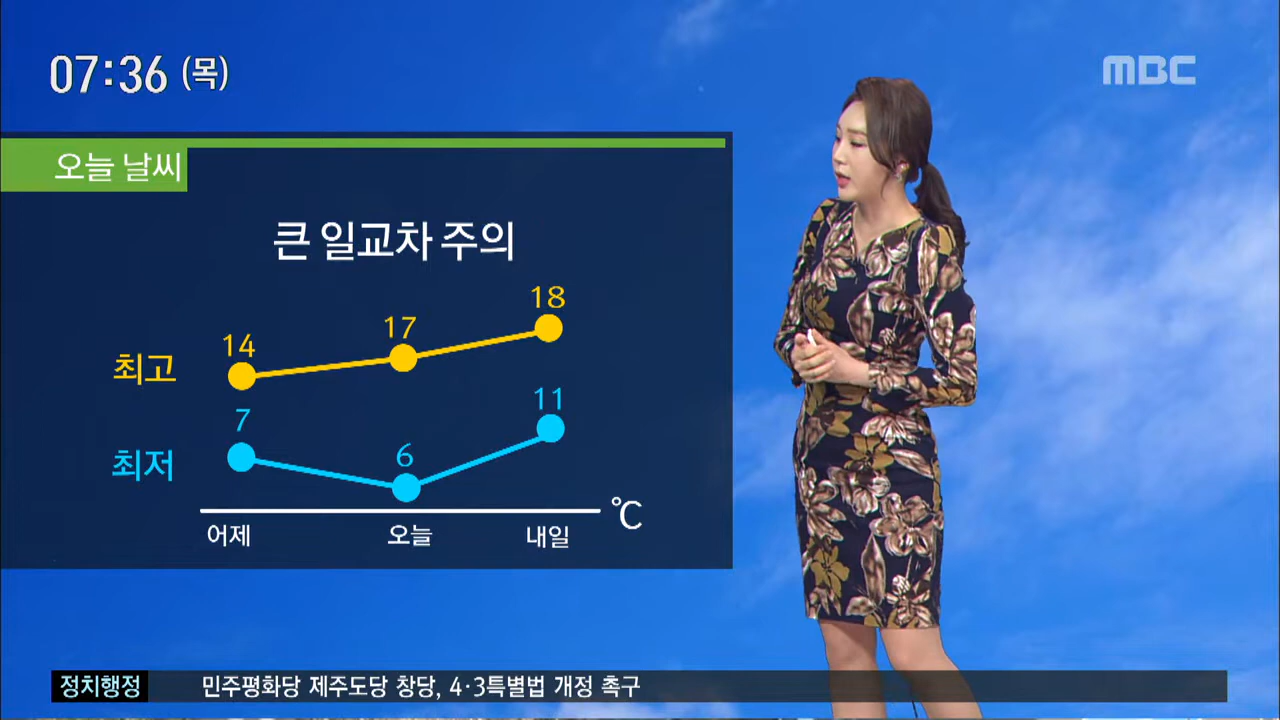 07:36 (목)
MBC
오늘 날씨
큰 일교차 주의
최고
14
17
18
최저
7
6
11
℃
어제
오늘
내일
정치행정
민주평화당 제주도당 창당, 4·3특별법 개정 촉구